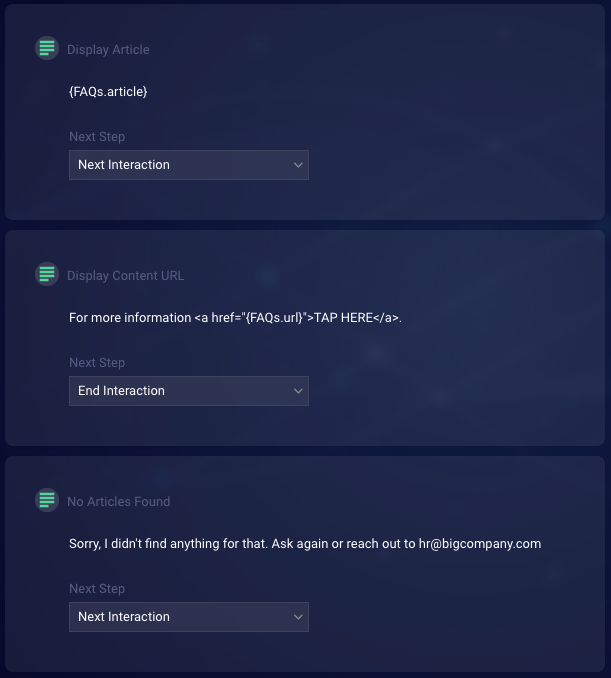 Display Article
{FAQs.article}
Next Step
Next Interaction
Display Content URL
For more information <a href="{FAQs.url}">TAP HERE</a>.
Next Step
End Interaction
No Articles Found
Sorry, I didn't find anything for that. Ask again or reach out to hr@bigcompany.com
Next Step
Next Interaction